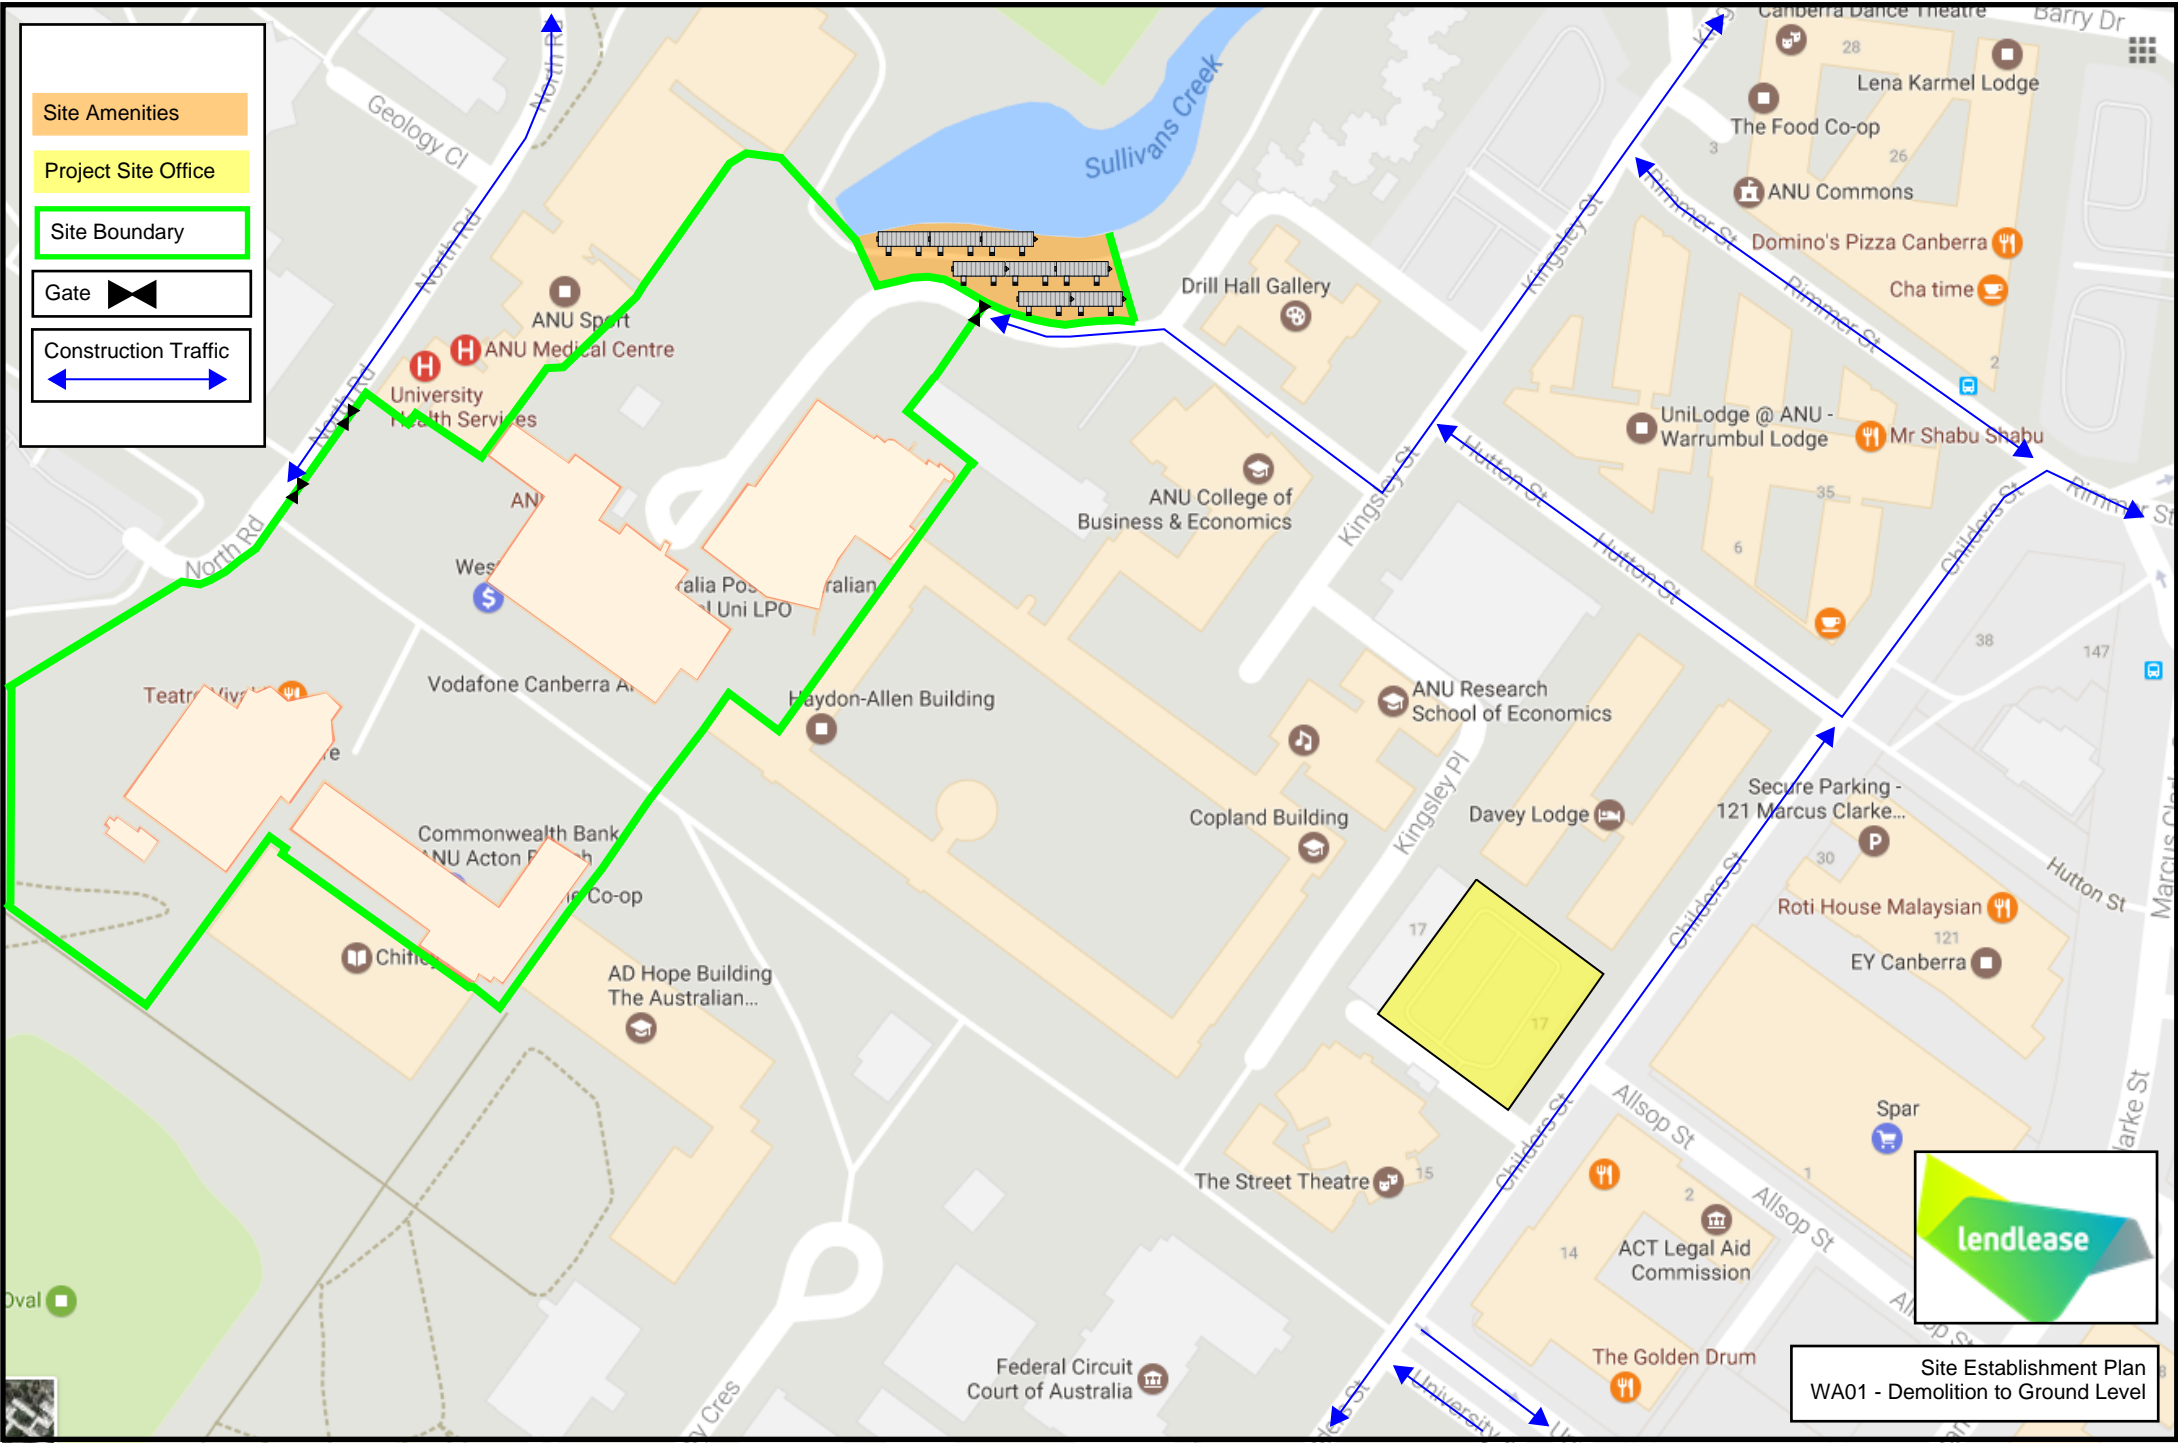 Site Amenities
Project Site Office
Site Boundary
Gate
Construction Traffic
Geology Cl
North Rd
North Rd
North Rd
North Rd
Sullivans Creek
ANU Sport
ANU Medical Centre
University
Health Services
Drill Hall Gallery
Canberra Dance Theatre
Barry Dr
28
Lena Karmel Lodge
The Food Co-op
3
26
ANU Commons
Rimmer St
Domino's Pizza Canberra
Cha time
Rimmer St
2
Kingsley St
UniLodge @ ANU -
Warrumbul Lodge
Mr Shabu Shabu
35
6
Rimmer St
Hutton St
Hutton St
Childers St
38
147
Kingsley St
ANU College of
Business & Economics
Vodafone Canberra
Haydon-Allen Building
ANU Research
School of Economics
Copland Building
Kingsley Pl
Davey Lodge
Secure Parking -
121 Marcus Clarke...
30
Hutton St
Roti House Malaysian
121
EY Canberra
Childers St
17
17
Commonwealth Bank
ANU Acton
Co-op
AD Hope Building
The Australian...
Uni LPO
Allsop St
Spar
1
Childers St
The Street Theatre
15
2
14
ACT Legal Aid
Commission
Allsop St
The Golden Drum
Federal Circuit
Court of Australia
University
Oval
lendlease
Site Establishment Plan
WA01 - Demolition to Ground Level